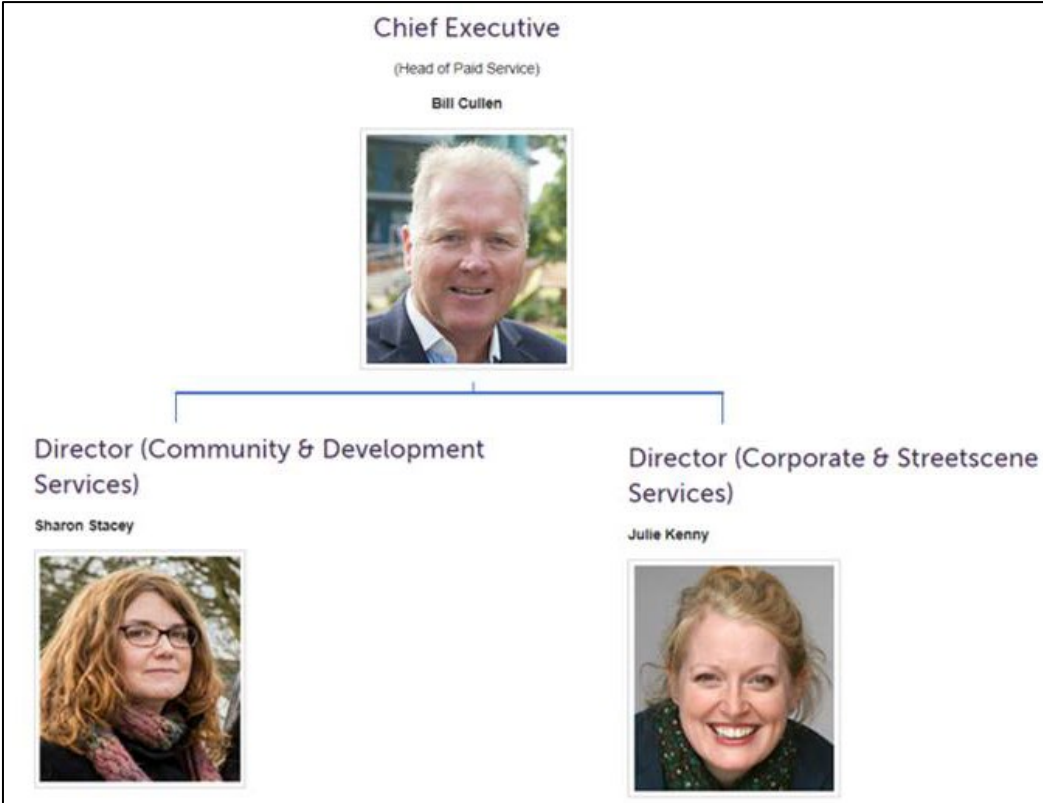 Chief Executive
(Head of Paid Service)
Bill Cullen
Director (Community & Development
Services)
Sharon Stacey
Director (Corporate & Streetscene
Services)
Julie Kenny